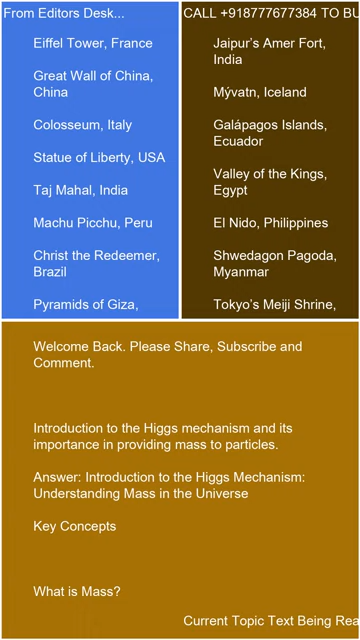 From Editors Desk...
Eiffel Tower, France
Great Wall of China,
China
Colosseum, Italy
Statue of Liberty, USA
Taj Mahal, India
Machu Picchu, Peru
Christ the Redeemer,
Brazil
Pyramids of Giza,
CALL +918777677384 TO BU
Jaipur's Amer Fort,
India
Mývatn, Iceland
Galápagos Islands,
Ecuador
Valley of the Kings,
Egypt
El Nido, Philippines
Shwedagon Pagoda,
Myanmar
Tokyo's Meiji Shrine,
Welcome Back. Please Share, Subscribe and
Comment.
Introduction to the Higgs mechanism and its
importance in providing mass to particles.
Answer: Introduction to the Higgs Mechanism:
Understanding Mass in the Universe
Key Concepts
What is Mass?
Current Topic Text Being Rea